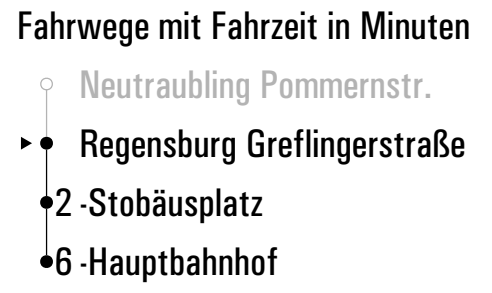 Fahrwege mit Fahrzeit in Minuten
Neutraubling Pommernstr.
Regensburg Greflingerstraße
2 -Stobäusplatz
6 -Hauptbahnhof